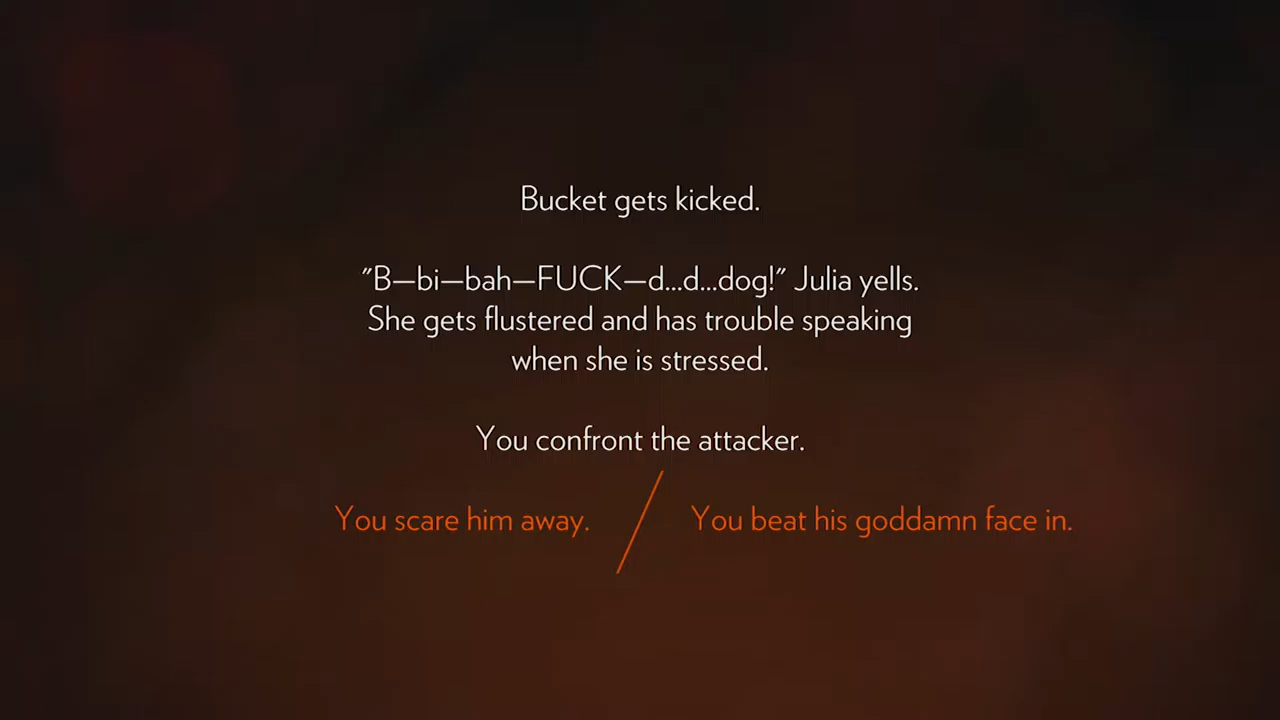 Bucket gets kicked.
"B—bi—bah—FUCK—d...d...dog!" Julia yells.
She gets flustered and has trouble speaking
when she is stressed.
You confront the attacker.
You scare him away. / You beat his goddamn face in.